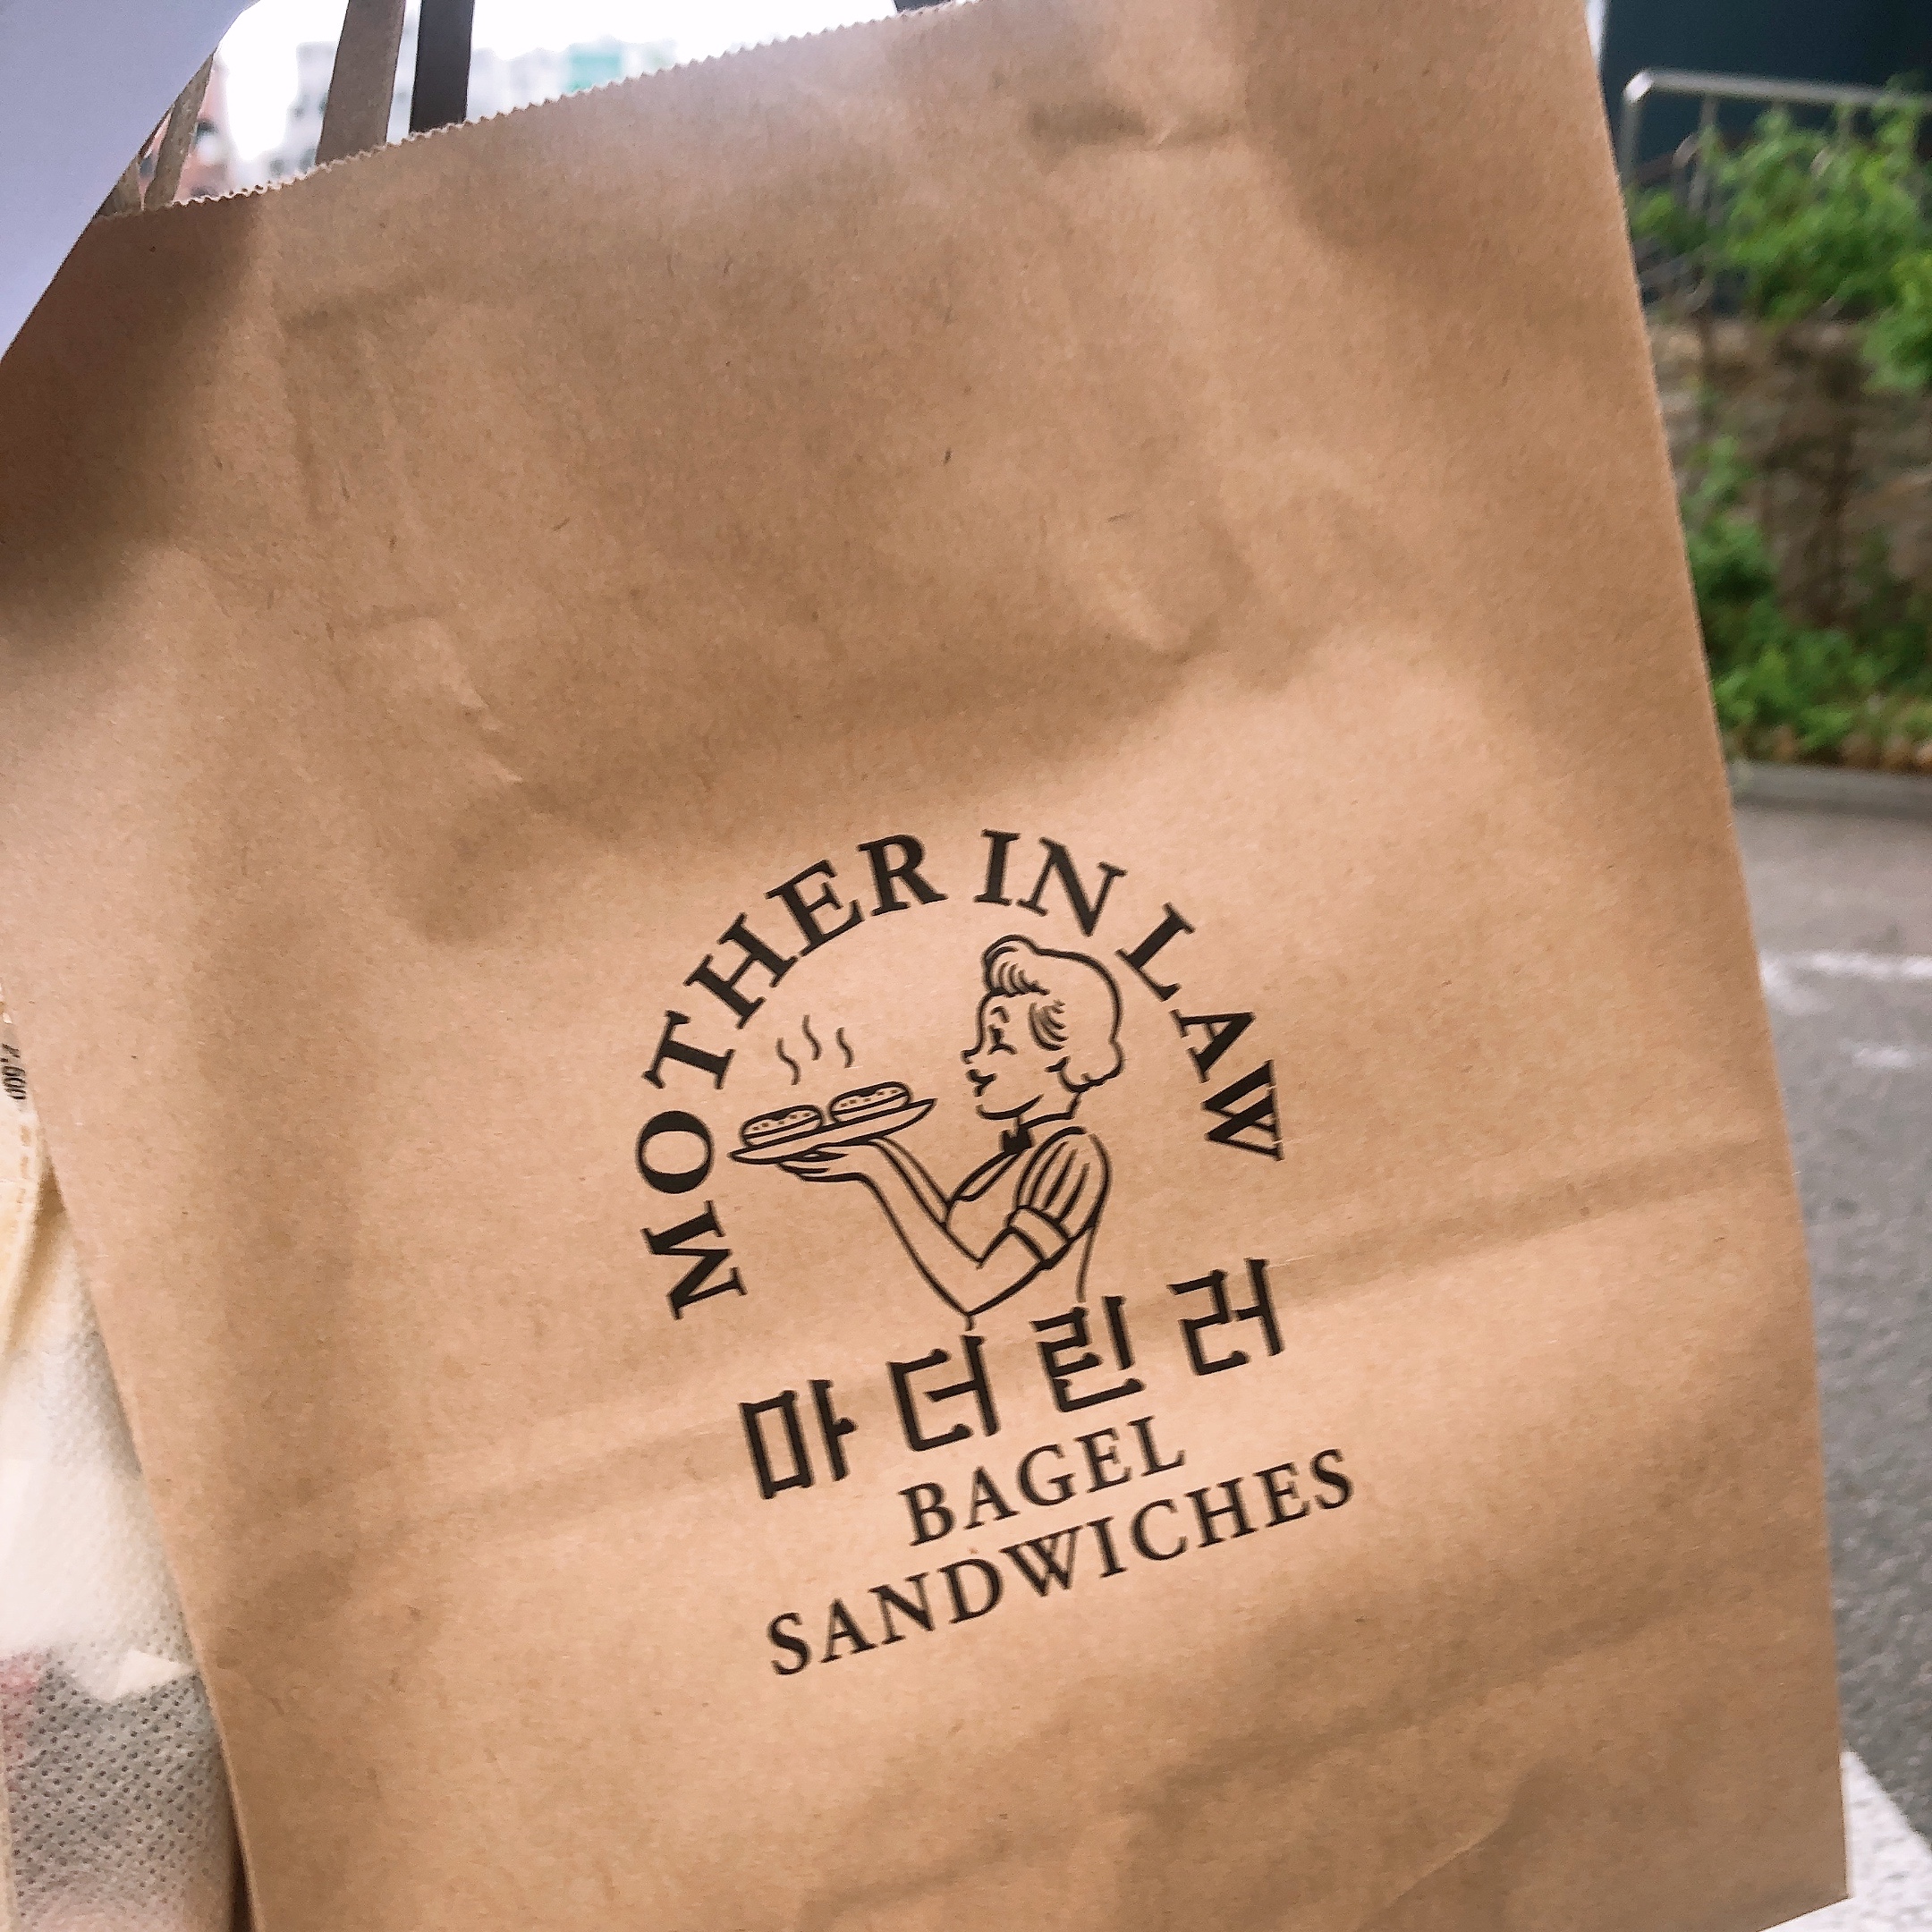 MOTHER IN LAW
마더린러
BAGEL
SANDWICHES